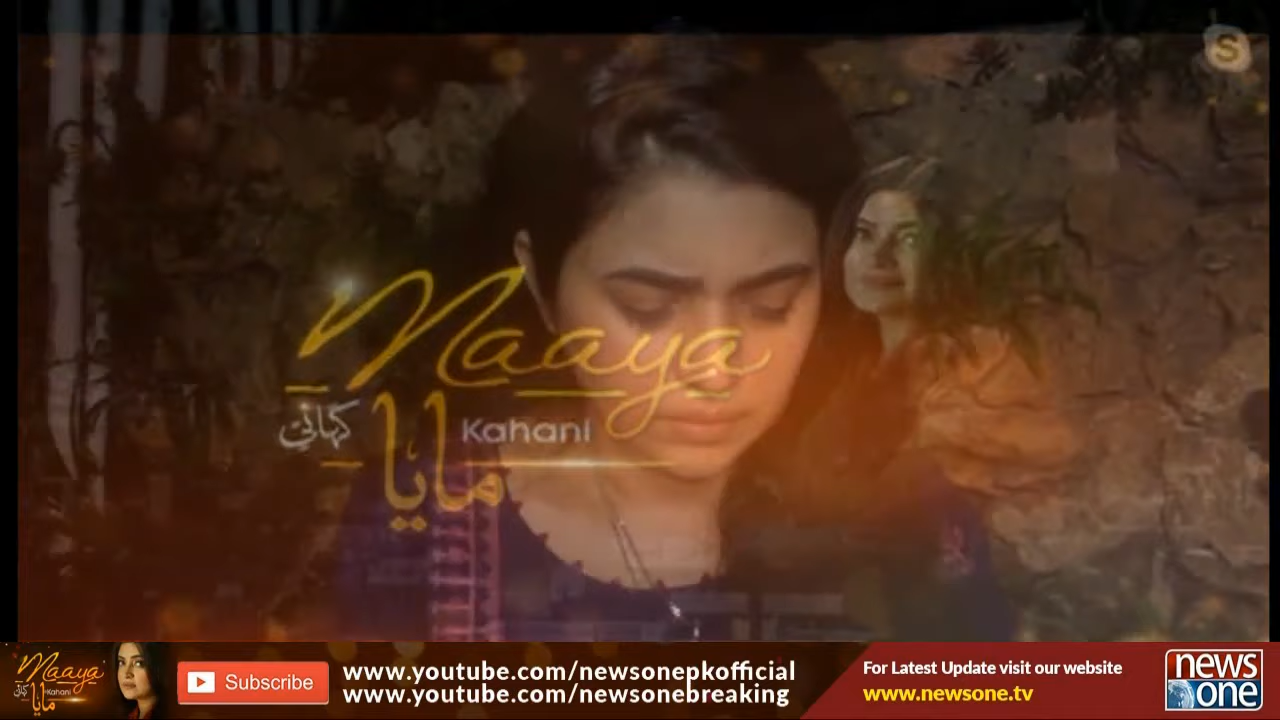 S
Maaya
کہانی
Kahani
مایا
Maaya
کہانی
Kahani
مایا
Subscribe
www.youtube.com/newsonepkofficial
www.youtube.com/newsonebreaking
For Latest Update visit our website
www.newsone.tv
news
one